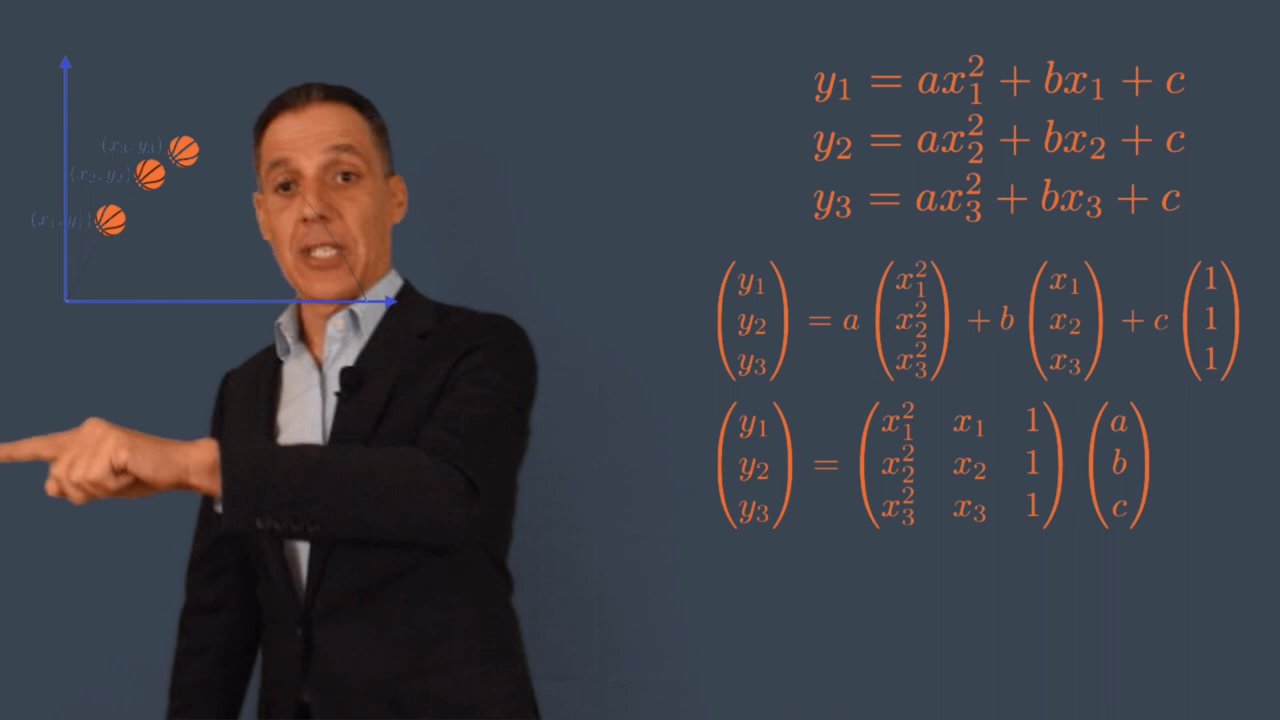 (x₃, y₃)
(x₂, y₂)
(x₁, y₁)
y₁ = ax₁² + bx₁ + c
y₂ = ax₂² + bx₂ + c
y₃ = ax₃² + bx₃ + c
(y₁ y₂ y₃) = a (x₁² x₂² x₃²) + b (x₁ x₂ x₃) + c (1 1 1)
(y₁ y₂ y₃) = (x₁² x₁ 1 x₂² x₂ 1 x₃² x₃ 1) (a b c)